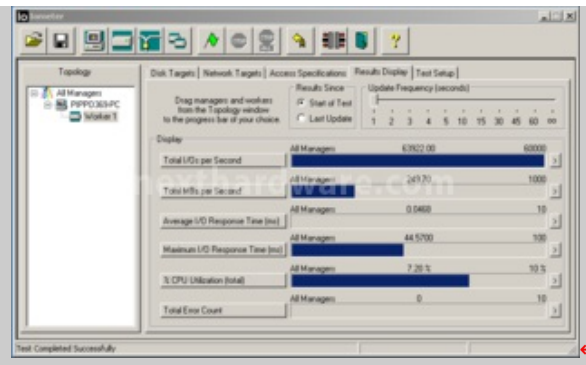 Iometer
Topology
All Managers
PIPPO369-PC
Worker 1
Disk Targets Network Targets Access Specifications Results Display Test Setup
Drag managers and workers
from the Topology window
to the progress bar of your choice.
Results Since
Start of Test
Last Update
Update Frequency (seconds)
1 2 3 4 5 10 15 30 45 60 oo
Display
All Managers 63922.00 60000
Total I/Os per Second
All Managers 249.70 1000
Total MBs per Second
nexthardware.com
All Managers 0.0468 10
Average I/O Response Time (ms)
All Managers 44.5700 100
Maximum I/O Response Time (ms)
All Managers 7.20 % 10 %
% CPU Utilization (total)
All Managers 0 10
Total Error Count
Test Completed Successfully